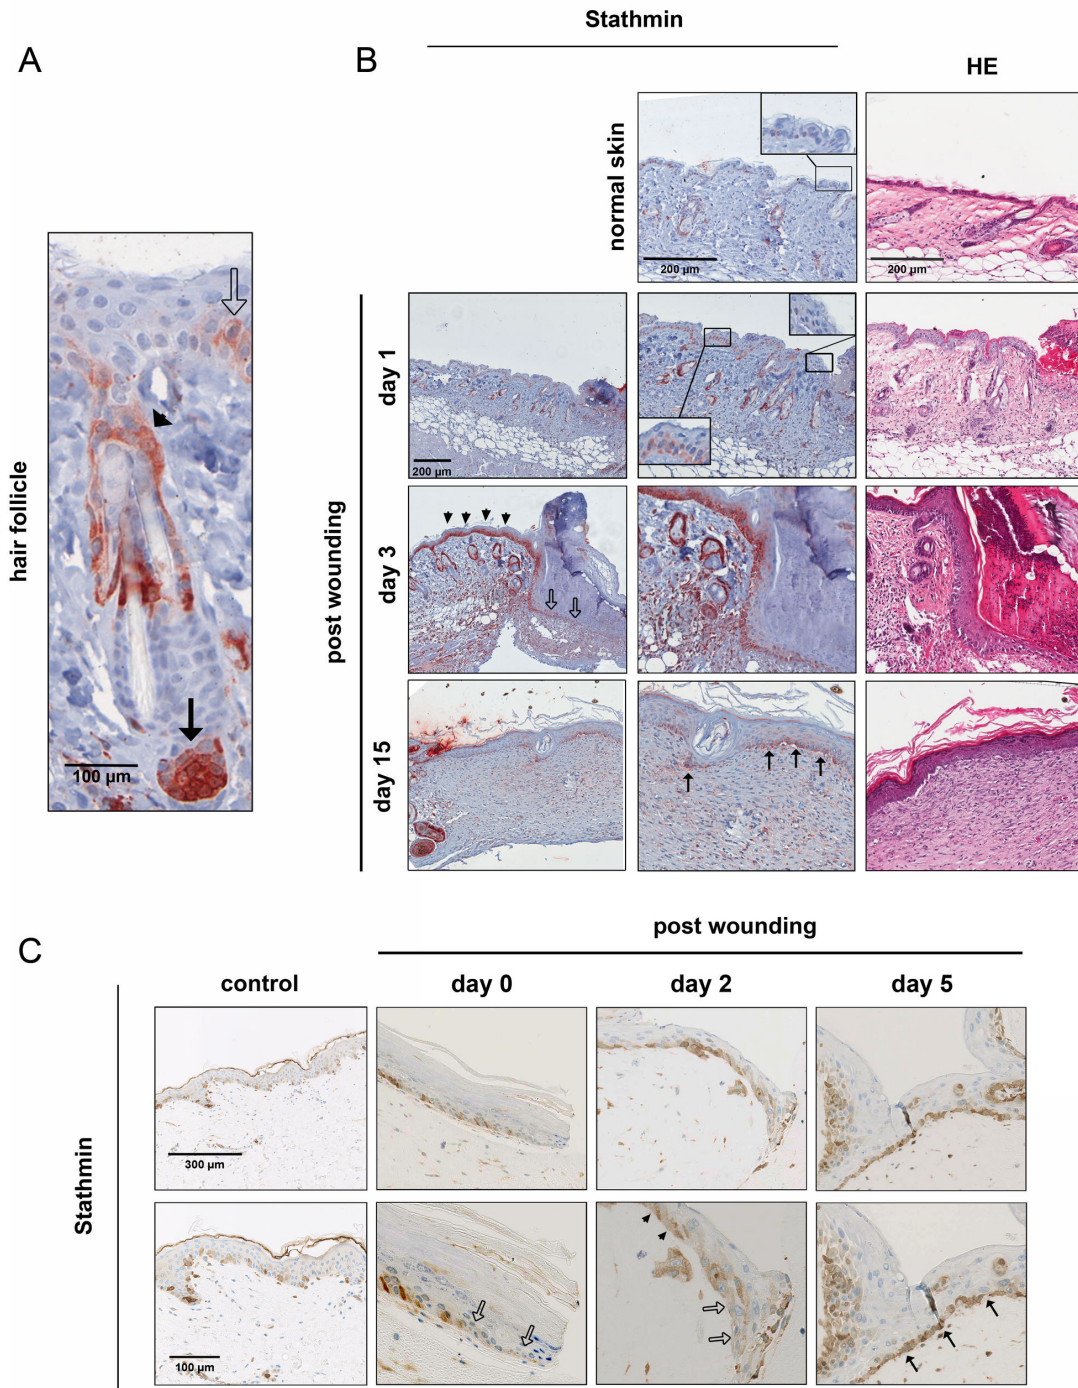 Stathmin
A
B
HE
normal skin
200 µm
200 µm
hair follicle
100 µm
post wounding
day 1
200 µm
day 3
day 15
C
post wounding
control
day 0
day 2
day 5
Stathmin
300 µm
100 µm